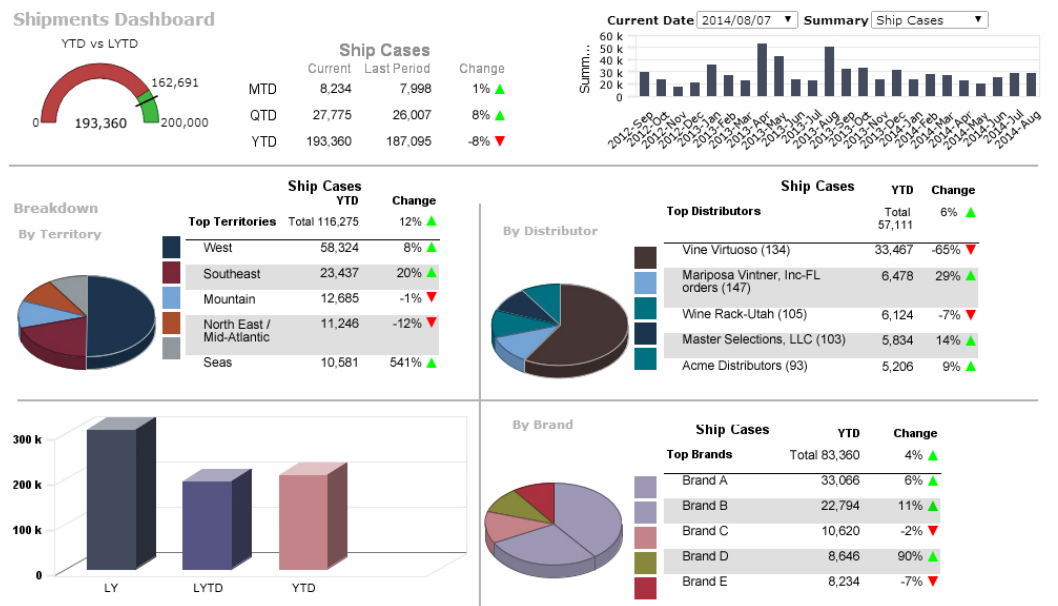 Shipments Dashboard
Current Date 2014/08/07 Summary Ship Cases
YTD vs LYTD
162,691
0 193,360 200,000
Ship Cases
Current Last Period Change
MTD 8,234 7,998 1%
QTD 27,775 26,007 8%
YTD 193,360 187,095 -8%
Summ...
60 k
50 k
40 k
30 k
20 k
10 k
0
2012-Sep 2012-Oct 2012-Nov 2012-Dec 2013-Jan 2013-Feb 2013-Mar 2013-Apr 2013-May 2013-Jun 2013-Jul 2013-Aug 2013-Sep 2013-Oct 2013-Nov 2013-Dec 2014-Jan 2014-Feb 2014-Mar 2014-Apr 2014-May 2014-Jun 2014-Jul 2014-Aug
Breakdown
By Territory
Ship Cases
YTD Change
Top Territories Total 116,275 12%
West 58,324 8%
Southeast 23,437 20%
Mountain 12,685 -1%
North East / 11,246 -12%
Mid-Atlantic
Seas 10,581 541%
By Distributor
Ship Cases YTD Change
Top Distributors Total 6%
57,111
Vine Virtuoso (134) 33,467 -65%
Mariposa Vintner, Inc-FL 6,478 29%
orders (147)
Wine Rack-Utah (105) 6,124 -7%
Master Selections, LLC (103) 5,834 14%
Acme Distributors (93) 5,206 9%
300 k
200 k
100 k
0
LY LYTD YTD
By Brand
Ship Cases YTD Change
Top Brands Total 83,360 4%
Brand A 33,066 6%
Brand B 22,794 11%
Brand C 10,620 -2%
Brand D 8,646 90%
Brand E 8,234 -7%